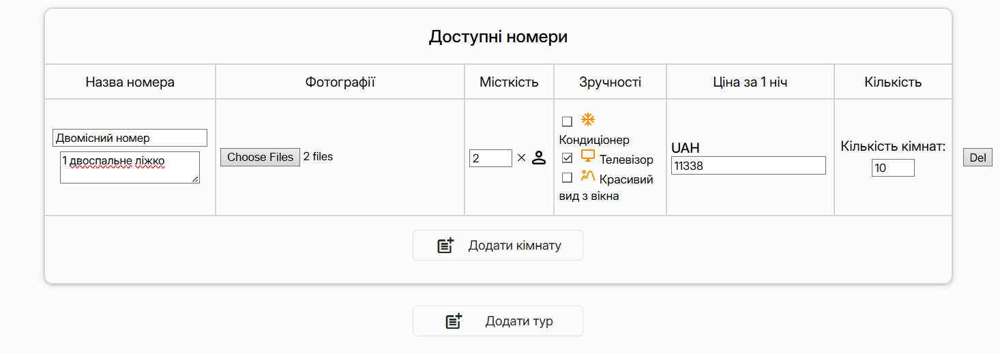 Доступні номери
Назва номера
Фотографії
Місткість
Зручності
Ціна за 1 ніч
Кількість
Двомісний номер
1 двоспальне ліжко
Choose Files 2 files
2 ×
Кондиціонер
Телевізор
Красивий
вид з вікна
UAH
11338
Кількість кімнат:
10
Del
Додати кімнату
Додати тур